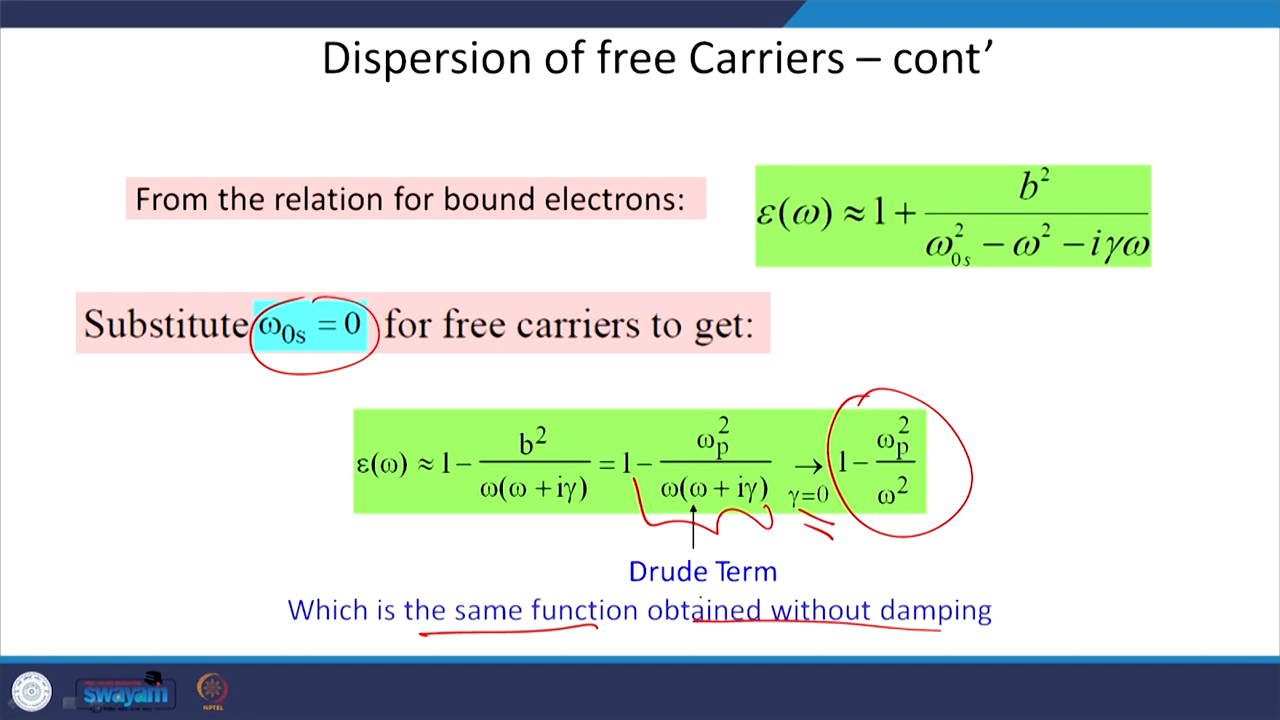 Dispersion of free Carriers – cont’
From the relation for bound electrons:
ε(ω) ≈ 1 + b² / (ω₀ₛ² − ω² − iγω)
Substitute ω₀ₛ = 0 for free carriers to get:
ε(ω) ≈ 1 − b² / ω(ω + iγ) = 1 − ωₚ² / ω(ω + iγ) → γ=0 1 − ωₚ² / ω²
Drude Term
Which is the same function obtained without damping
swayam
NPTEL